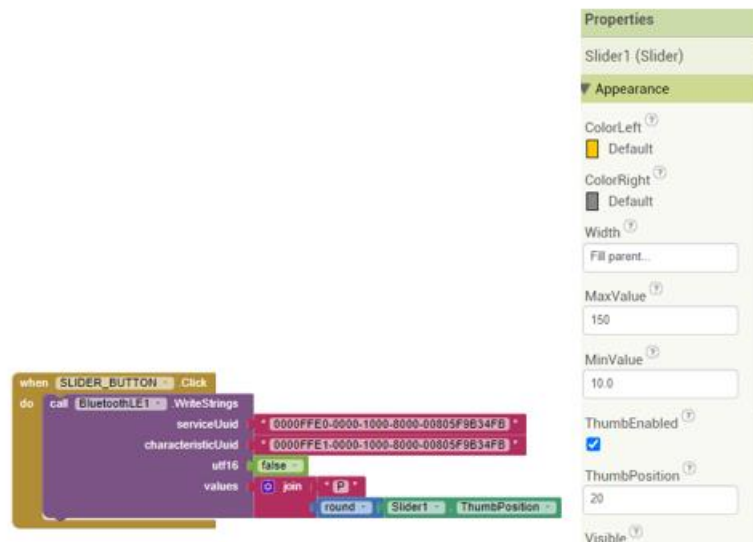 Properties
Slider1 (Slider)
Appearance
ColorLeft ?
Default
ColorRight ?
Default
Width ?
Fill parent...
MaxValue ?
150
MinValue ?
10.0
ThumbEnabled ?
ThumbPosition ?
20
Visible ?
when SLIDER_BUTTON .Click
do call BluetoothLE1 .WriteStrings
serviceUuid " 0000FFE0-0000-1000-8000-00805F9B34FB "
characteristicUuid " 0000FFE1-0000-1000-8000-00805F9B34FB "
utf16 false
values join " P "
round Slider1 . ThumbPosition